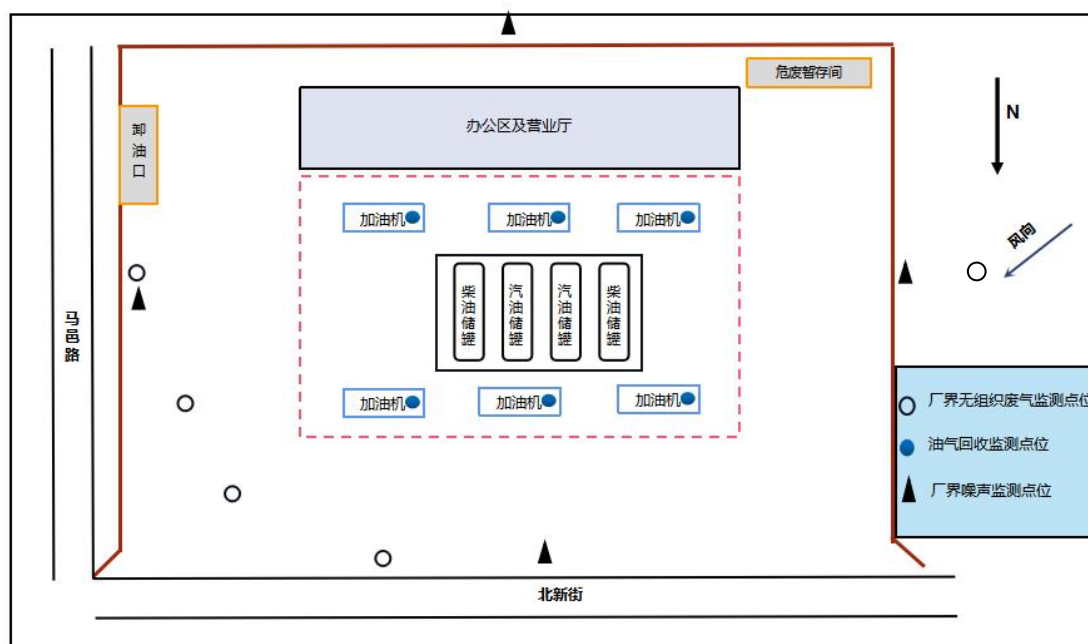 危废暂存间
N
办公区及营业厅
卸油口
加油机
加油机
加油机
风向
柴油储罐
汽油储罐
汽油储罐
柴油储罐
马邑路
加油机
加油机
加油机
厂界无组织废气监测点位
油气回收监测点位
厂界噪声监测点位
北新街